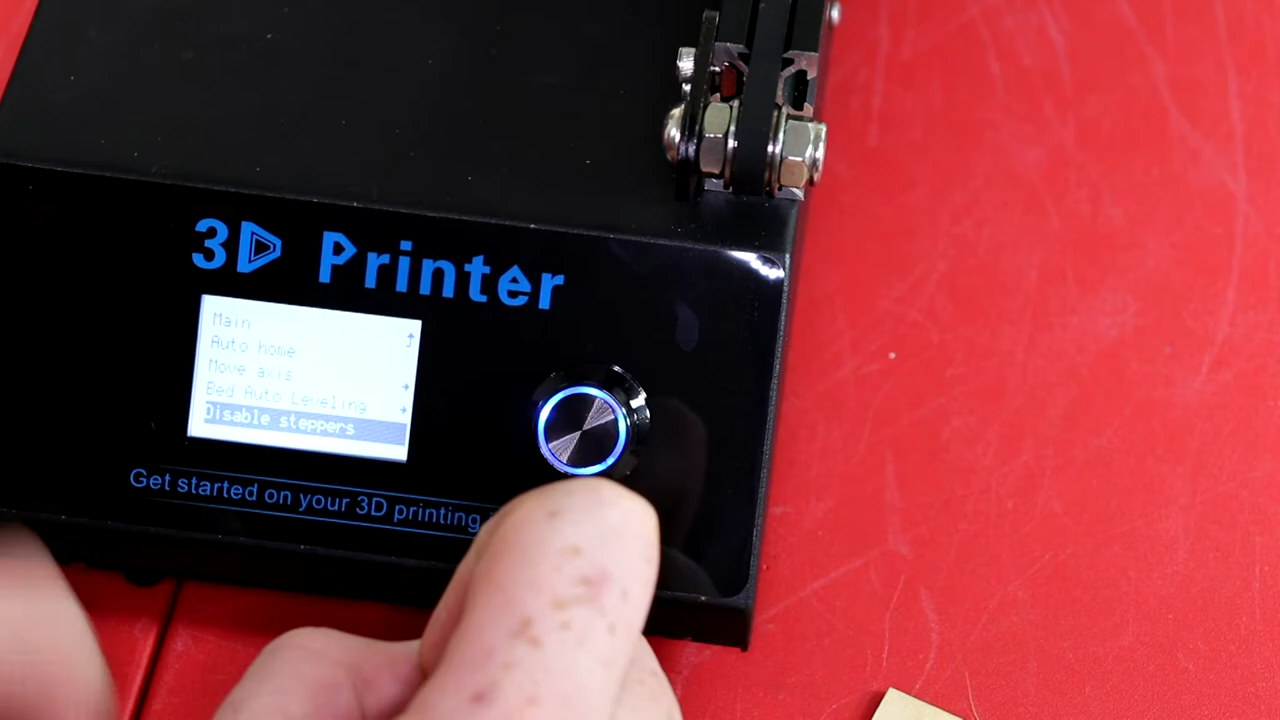 3D Printer
Main
Auto home
Move axis
Bed Auto Leveling
Disable steppers
Get started on your 3D printing